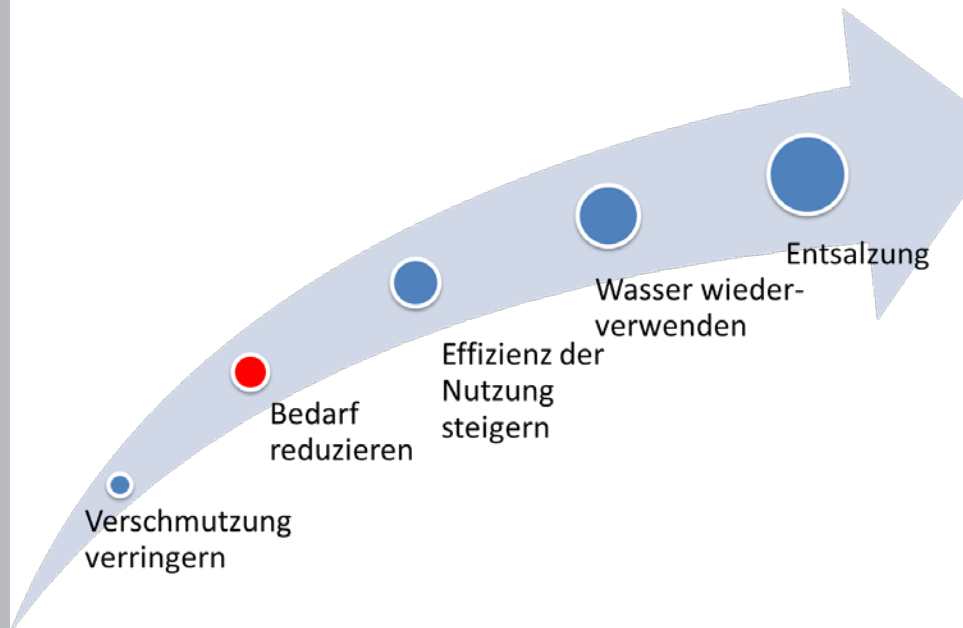 Verschmutzung
verringern
Bedarf
reduzieren
Effizienz der
Nutzung
steigern
Wasser wieder-
verwenden
Entsalzung